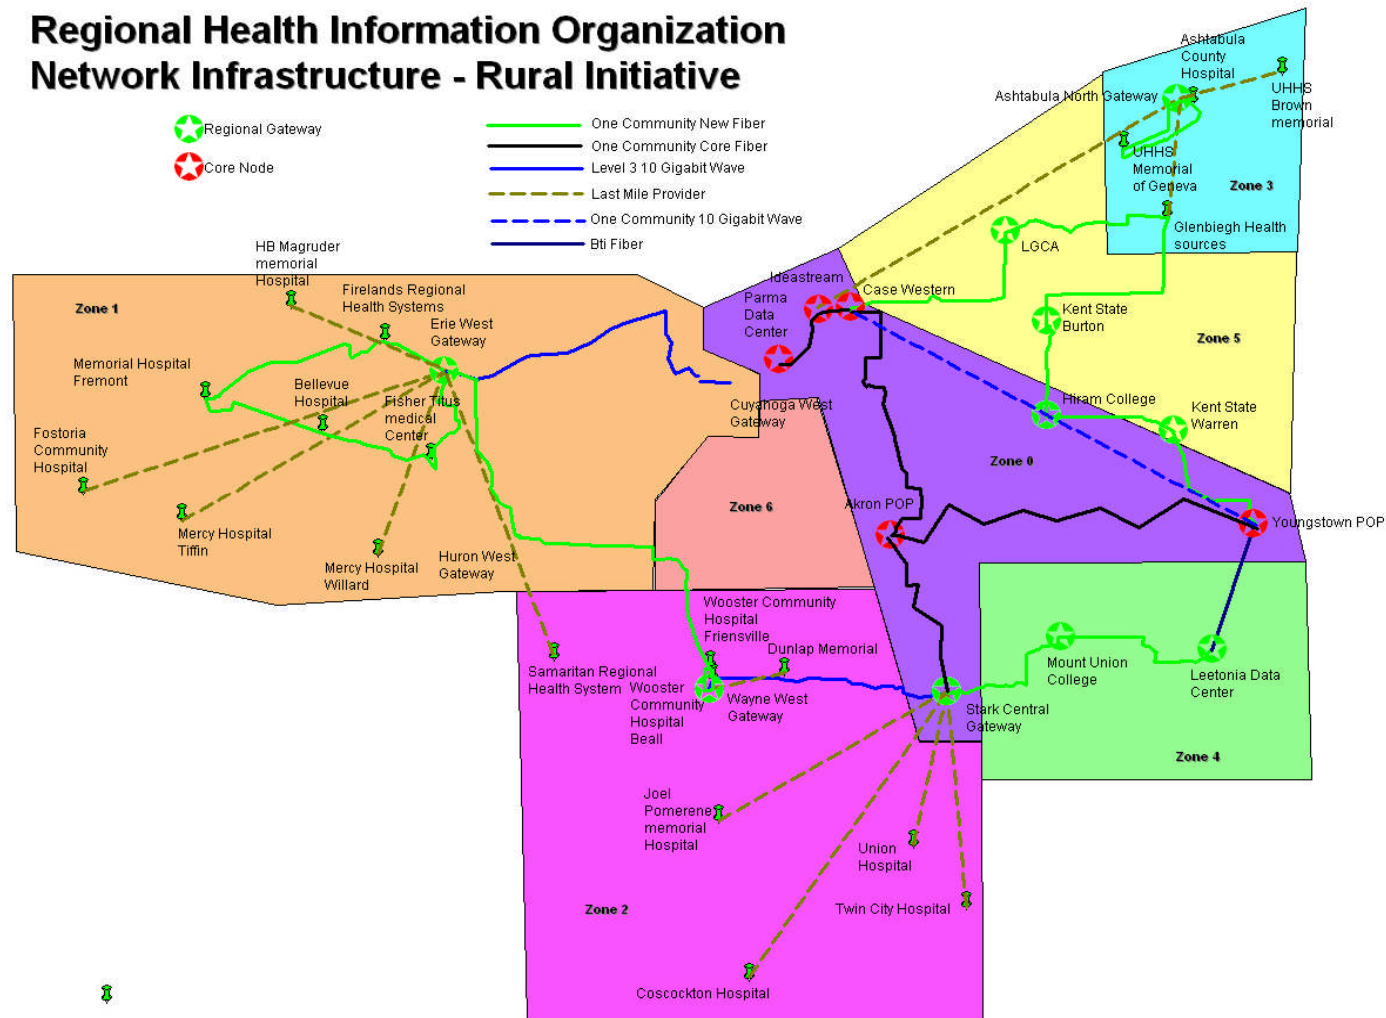 Regional Health Information Organization
Network Infrastructure - Rural Initiative
Regional Gateway
Core Node
One Community New Fiber
One Community Core Fiber
Level 3 10 Gigabit Wave
Last Mile Provider
One Community 10 Gigabit Wave
Bti Fiber
Ashtabula
County
Hospital
Ashtabula North Gateway
UHHS
Brown
memorial
UHHS
Memorial
of Geneva
Zone 3
Glenbiegh Health
sources
LGCA
HB Magruder
memorial
Hospital
Zone 1
Firelands Regional
Health Systems
Erie West
Gateway
Ideastream
Parma
Data
Center
Case Western
Kent State
Burton
Zone 5
Memorial Hospital
Fremont
Bellevue
Hospital
Fisher Titus
medical
Center
Cuyahoga West
Gateway
Hiram College
Kent State
Warren
Fostoria
Community
Hospital
Zone 0
Zone 6
Akron POP
Youngstown POP
Mercy Hospital
Tiffin
Mercy Hospital
Willard
Huron West
Gateway
Wooster Community
Hospital
Friensville
Dunlap Memorial
Samaritan Regional
Health System
Wooster
Community
Hospital
Beall
Wayne West
Gateway
Mount Union
College
Leetonia Data
Center
Stark Central
Gateway
Zone 4
Joel
Pomerene
memorial
Hospital
Union
Hospital
Zone 2
Twin City Hospital
Coscockton Hospital